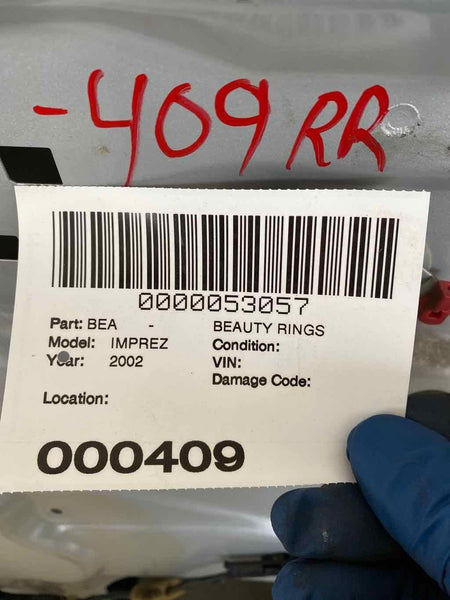 -409 RR
0000053057
Part: BEA - BEAUTY RINGS
Model: IMPREZ Condition:
Year: 2002 VIN:
Damage Code:
Location:
000409